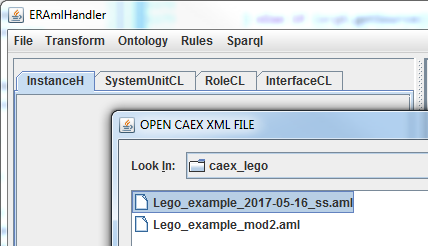 ERAmlHandler
File Transform Ontology Rules Sparql
InstanceH SystemUnitCL RoleCL InterfaceCL
OPEN CAEX XML FILE
Look In: caex_lego
Lego_example_2017-05-16_ss.aml
Lego_example_mod2.aml